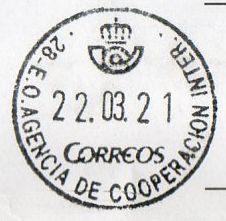 · 28-E.O. AGENCIA DE COOPERACION INTER. ·
22.03.21
CORREOS